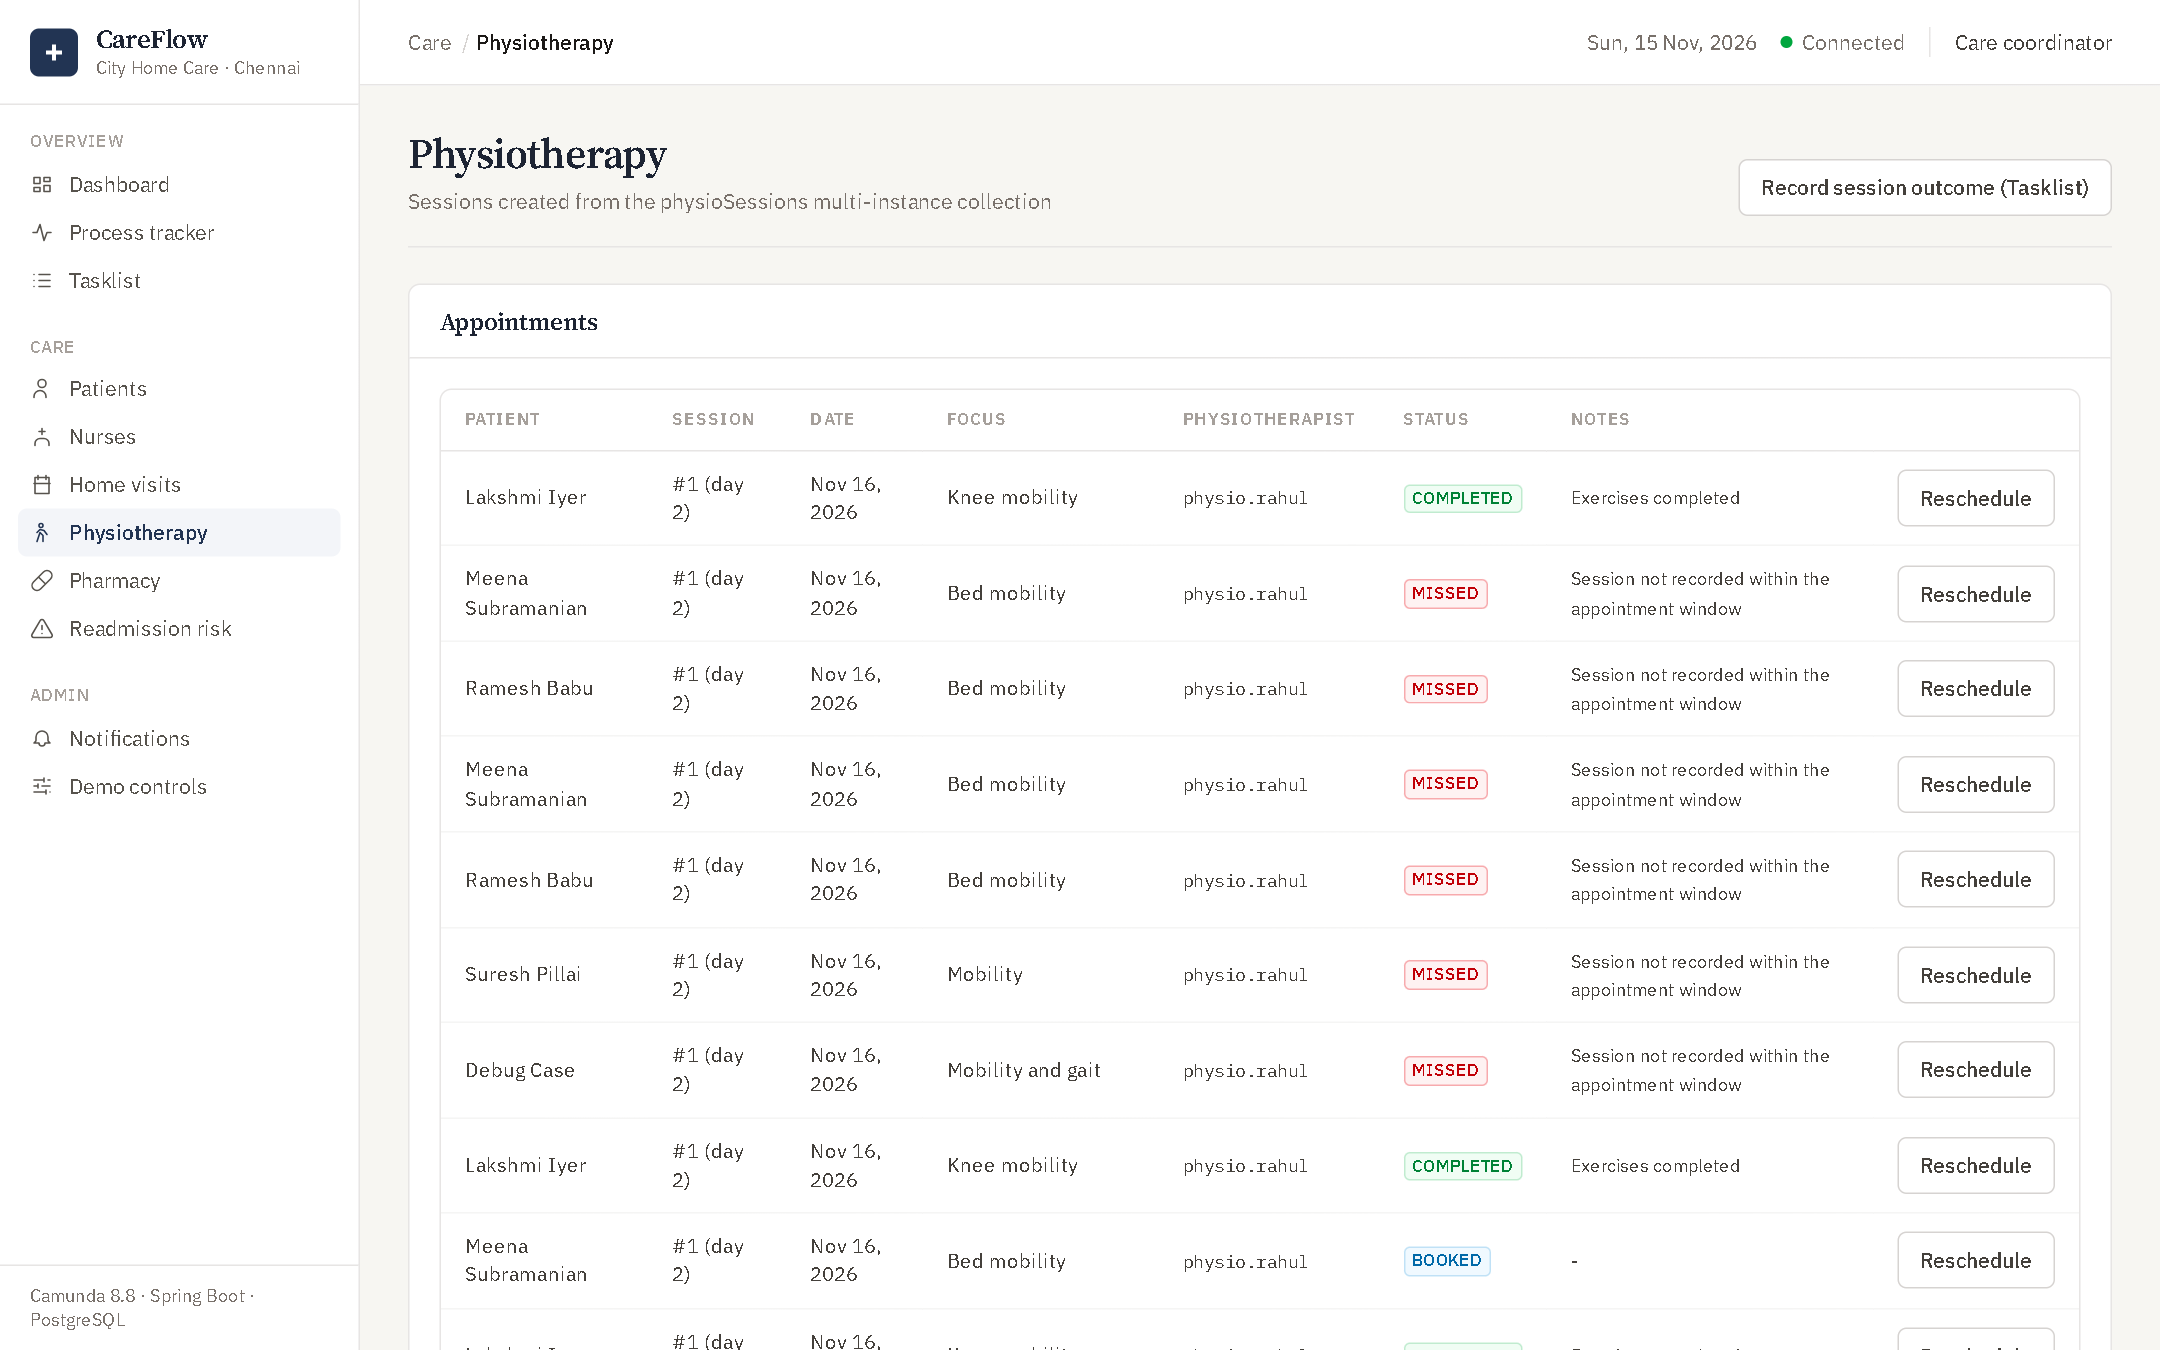 CareFlow
City Home Care · Chennai
OVERVIEW
Dashboard
Process tracker
Tasklist
CARE
Patients
Nurses
Home visits
Physiotherapy
Pharmacy
Readmission risk
ADMIN
Notifications
Demo controls
Camunda 8.8 · Spring Boot ·
PostgreSQL
Care / Physiotherapy
Sun, 15 Nov, 2026 Connected Care coordinator
Physiotherapy
Sessions created from the physioSessions multi-instance collection
Record session outcome (Tasklist)
Appointments
PATIENT SESSION DATE FOCUS PHYSIOTHERAPIST STATUS NOTES
Lakshmi Iyer #1 (day 2) Nov 16, 2026 Knee mobility physio.rahul COMPLETED Exercises completed Reschedule
Meena Subramanian #1 (day 2) Nov 16, 2026 Bed mobility physio.rahul MISSED Session not recorded within the appointment window Reschedule
Ramesh Babu #1 (day 2) Nov 16, 2026 Bed mobility physio.rahul MISSED Session not recorded within the appointment window Reschedule
Meena Subramanian #1 (day 2) Nov 16, 2026 Bed mobility physio.rahul MISSED Session not recorded within the appointment window Reschedule
Ramesh Babu #1 (day 2) Nov 16, 2026 Bed mobility physio.rahul MISSED Session not recorded within the appointment window Reschedule
Suresh Pillai #1 (day 2) Nov 16, 2026 Mobility physio.rahul MISSED Session not recorded within the appointment window Reschedule
Debug Case #1 (day 2) Nov 16, 2026 Mobility and gait physio.rahul MISSED Session not recorded within the appointment window Reschedule
Lakshmi Iyer #1 (day 2) Nov 16, 2026 Knee mobility physio.rahul COMPLETED Exercises completed Reschedule
Meena Subramanian #1 (day 2) Nov 16, 2026 Bed mobility physio.rahul BOOKED - Reschedule
#1 (day Nov 16,